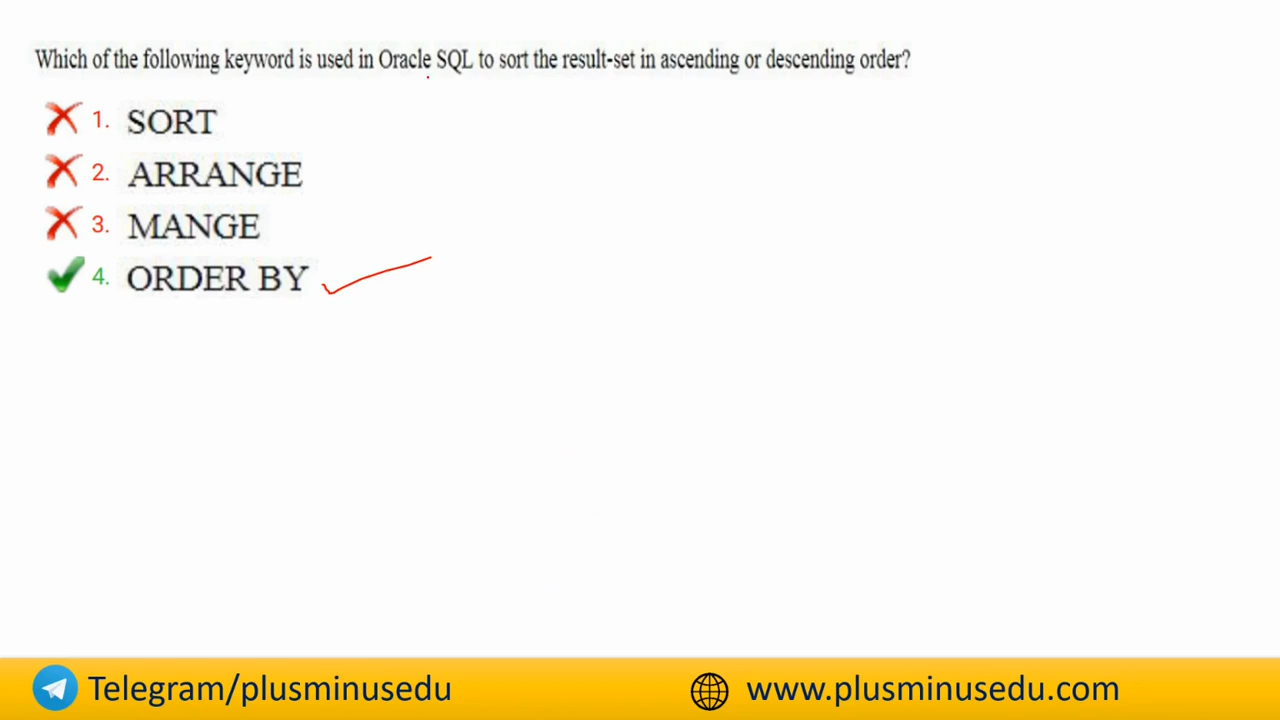 Which of the following keyword is used in Oracle SQL to sort the result-set in ascending or descending order?
1. SORT
2. ARRANGE
3. MANGE
4. ORDER BY
Telegram/plusminusedu
www.plusminusedu.com